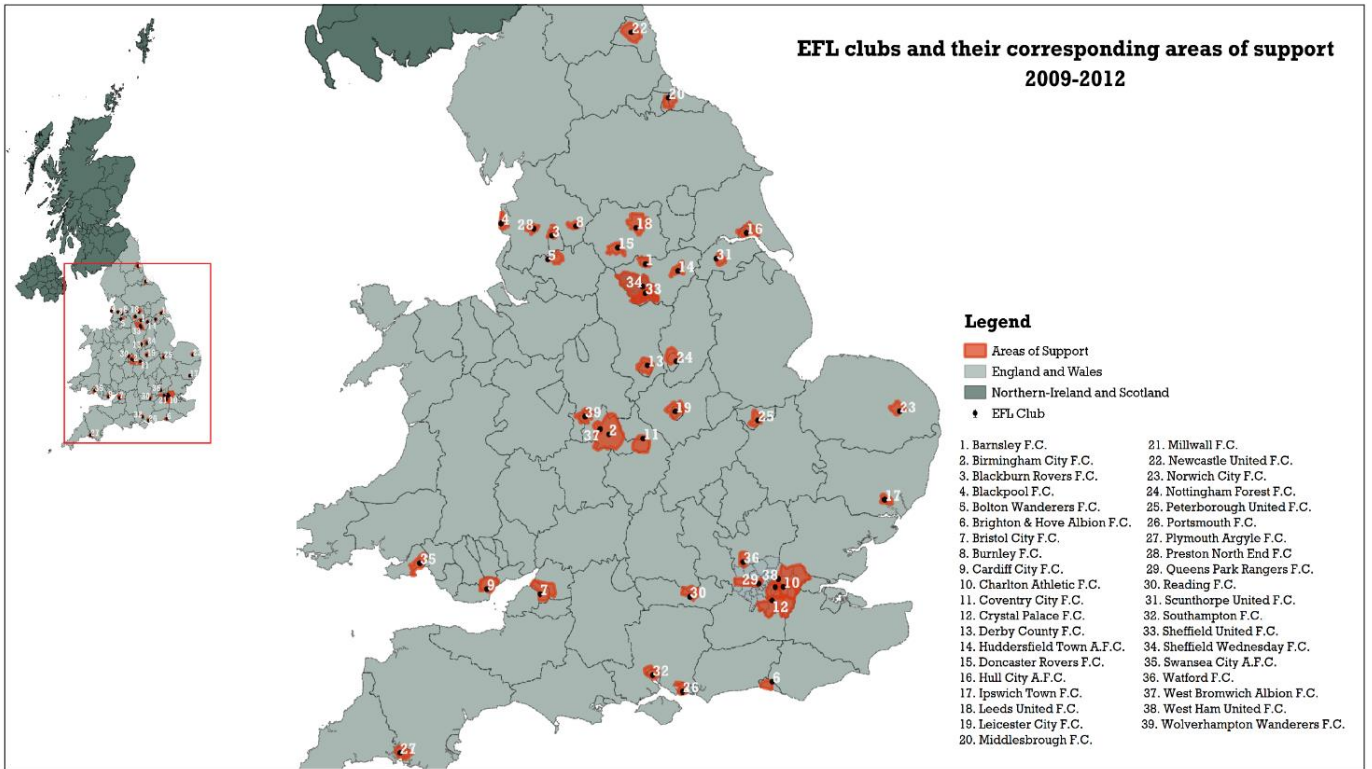 EFL clubs and their corresponding areas of support
2009-2012
22
20
4
28
3
8
18
16
15
5
1
14
31
34
33
13
24
39
19
25
23
37
2
11
17
35
36
9
7
30
29
38
10
12
32
26
6
27
Legend
Areas of Support
England and Wales
Northern-Ireland and Scotland
EFL Club
1. Barnsley F.C.
2. Birmingham City F.C.
3. Blackburn Rovers F.C.
4. Blackpool F.C.
5. Bolton Wanderers F.C.
6. Brighton & Hove Albion F.C.
7. Bristol City F.C.
8. Burnley F.C.
9. Cardiff City F.C.
10. Charlton Athletic F.C.
11. Coventry City F.C.
12. Crystal Palace F.C.
13. Derby County F.C.
14. Huddersfield Town A.F.C.
15. Doncaster Rovers F.C.
16. Hull City A.F.C.
17. Ipswich Town F.C.
18. Leeds United F.C.
19. Leicester City F.C.
20. Middlesbrough F.C.
21. Millwall F.C.
22. Newcastle United F.C.
23. Norwich City F.C.
24. Nottingham Forest F.C.
25. Peterborough United F.C.
26. Portsmouth F.C.
27. Plymouth Argyle F.C.
28. Preston North End F.C
29. Queens Park Rangers F.C.
30. Reading F.C.
31. Scunthorpe United F.C.
32. Southampton F.C.
33. Sheffield United F.C.
34. Sheffield Wednesday F.C.
35. Swansea City A.F.C.
36. Watford F.C.
37. West Bromwich Albion F.C.
38. West Ham United F.C.
39. Wolverhampton Wanderers F.C.